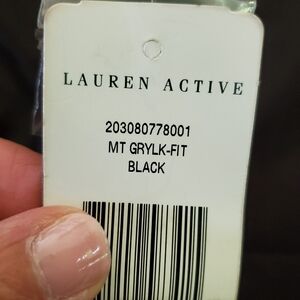 LAUREN ACTIVE
203080778001
MT GRYLK-FIT
BLACK